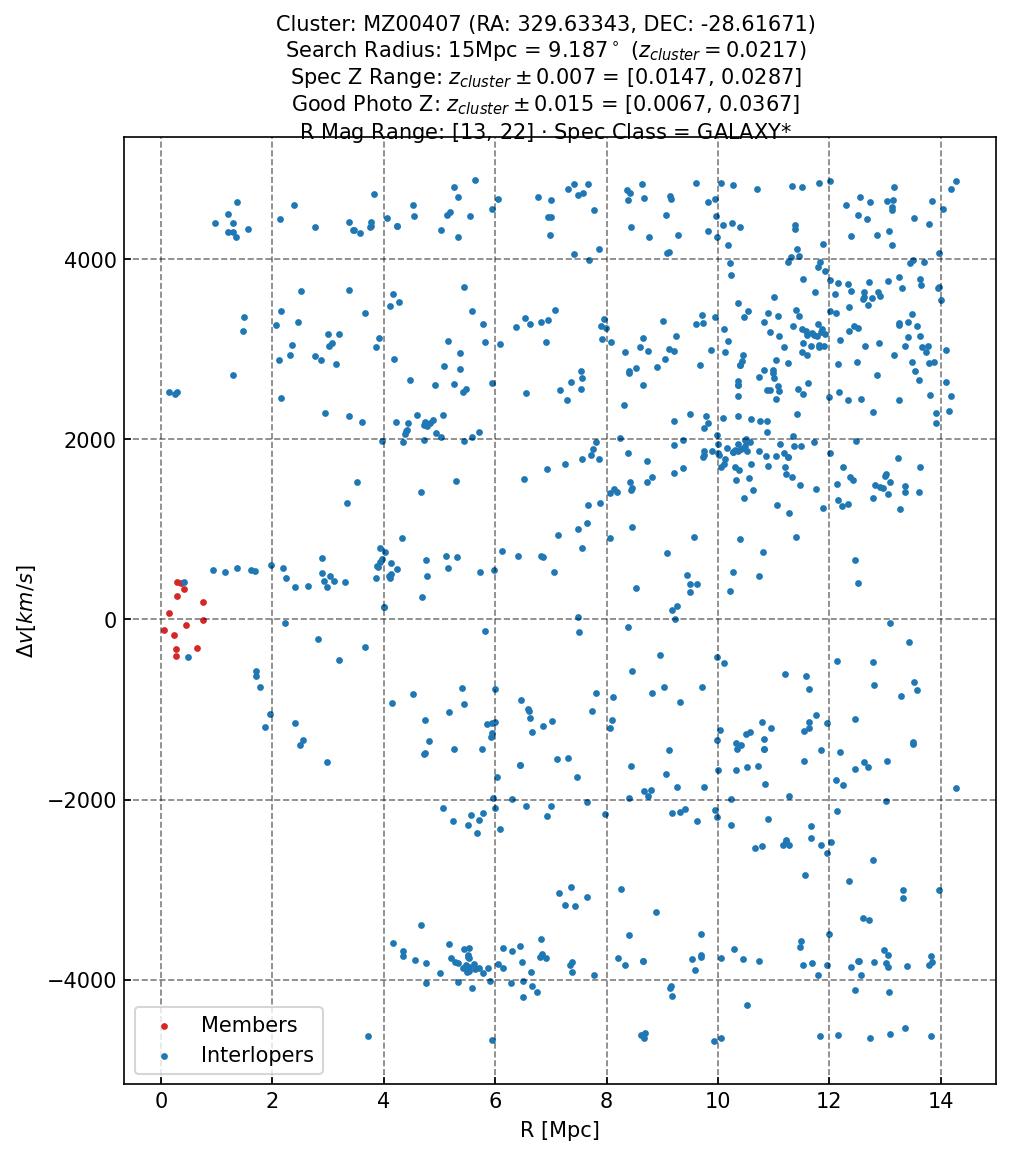 Cluster: MZ00407 (RA: 329.63343, DEC: -28.61671)
Search Radius: 15Mpc = 9.187° (z_cluster = 0.0217)
Spec Z Range: z_cluster ± 0.007 = [0.0147, 0.0287]
Good Photo Z: z_cluster ± 0.015 = [0.0067, 0.0367]
R Mag Range: [13, 22] · Spec Class = GALAXY*
4000
2000
0
−2000
−4000
Δv[km/s]
Members
Interlopers
0 2 4 6 8 10 12 14
R [Mpc]